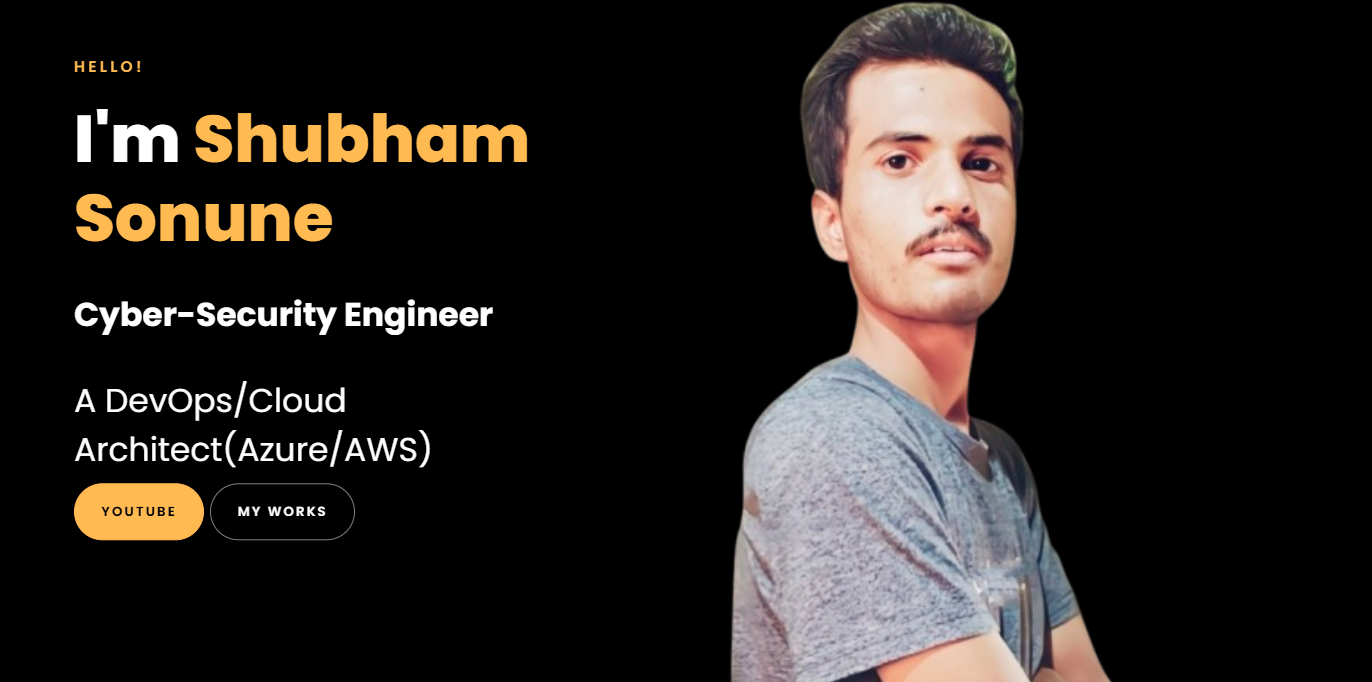 HELLO!
I'm Shubham
Sonune
Cyber-Security Engineer
A DevOps/Cloud
Architect(Azure/AWS)
YOUTUBE MY WORKS